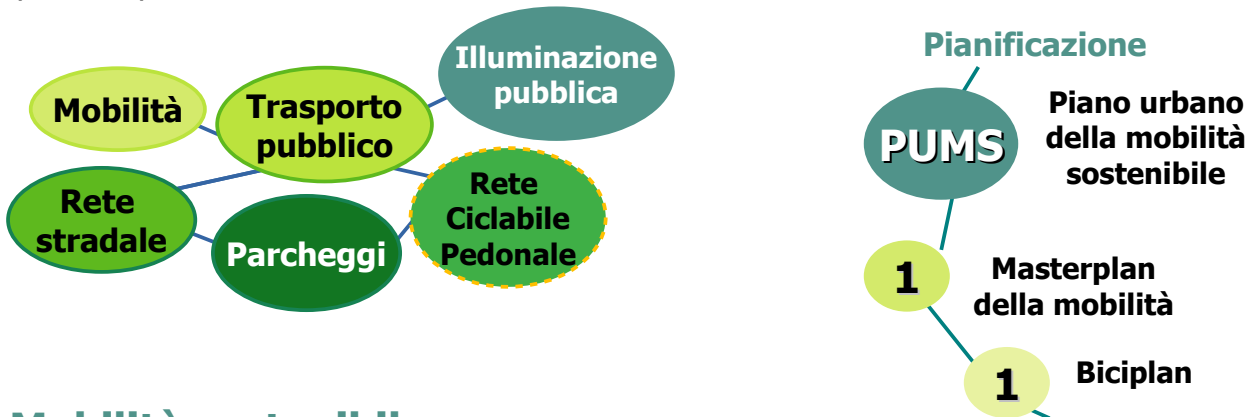 Illuminazione
pubblica
Mobilità
Trasporto
pubblico
Rete
stradale
Parcheggi
Rete
Ciclabile
Pedonale
Pianificazione
PUMS
Piano urbano
della mobilità
sostenibile
1
Masterplan
della mobilità
1
Biciplan